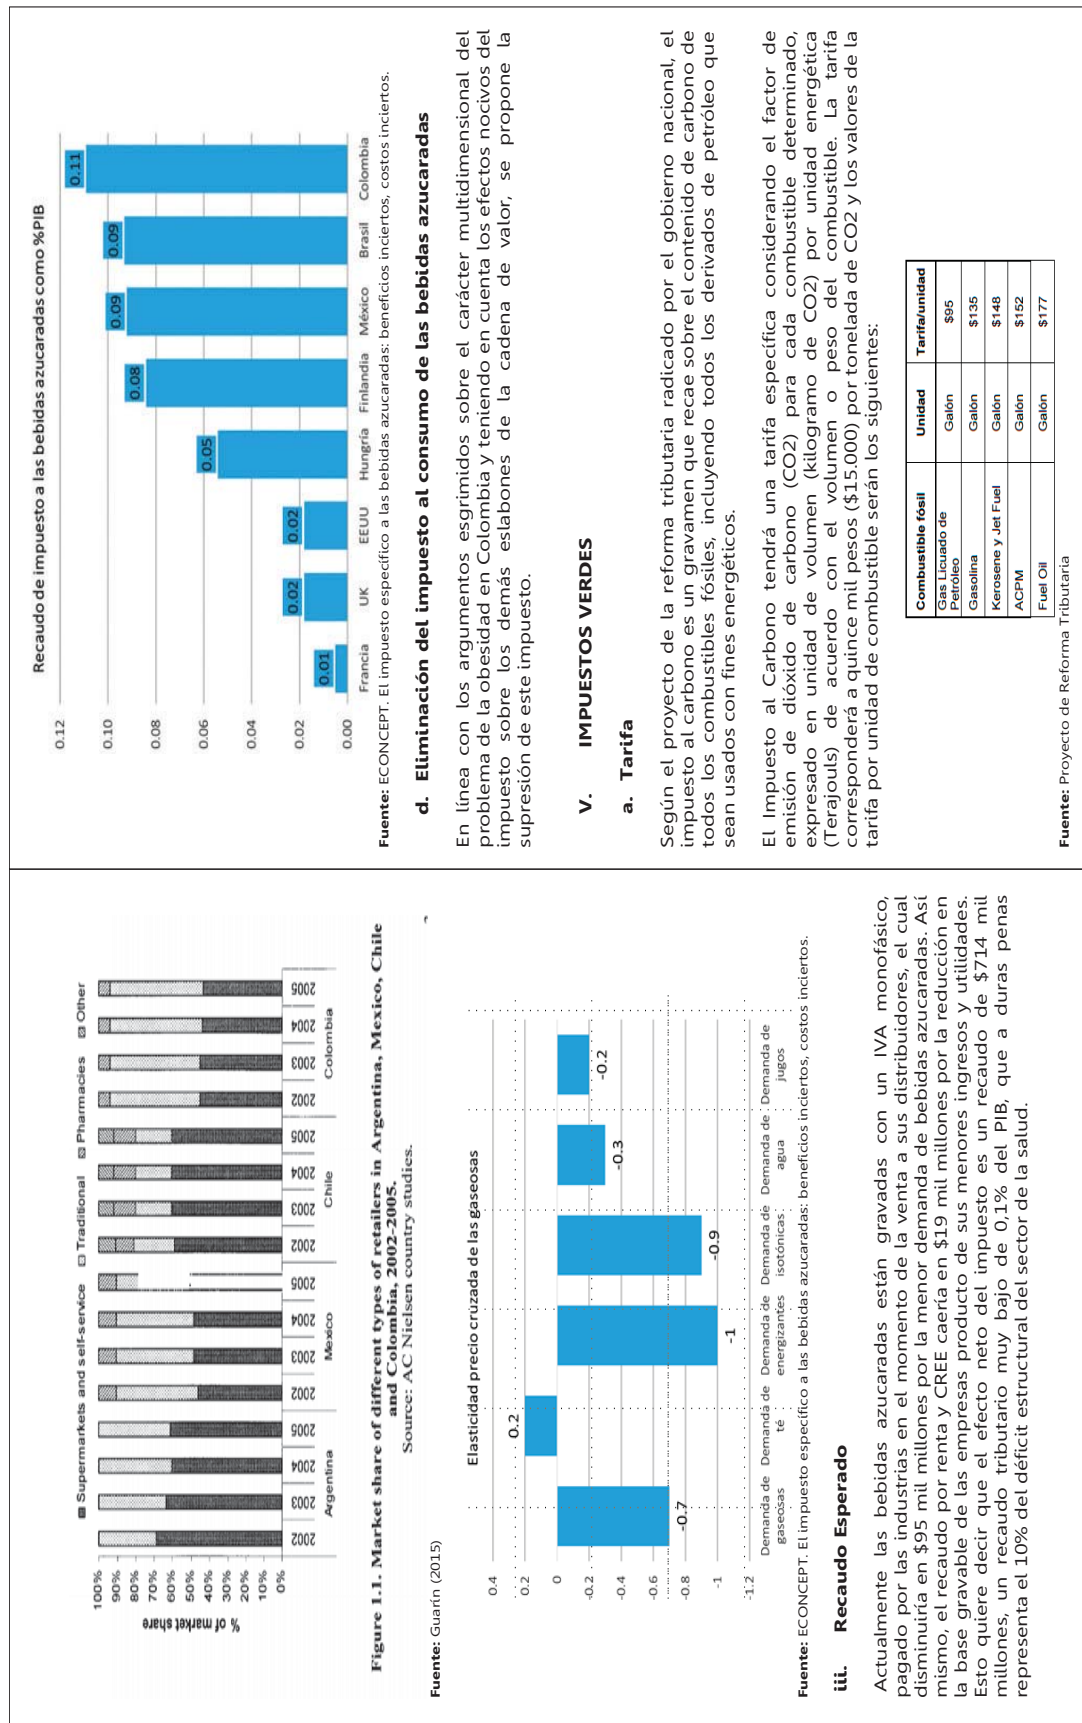 Supermarkets and self-service Traditional Pharmacies Other
100%
90%
80%
70%
60%
50%
40%
30%
20%
10%
0%
% of market share
2002 2003 2004 2005 2002 2003 2004 2005 2002 2003 2004 2005 2002 2003 2004 2005
Argentina Mexico Chile Colombia
Figure 1.1. Market share of different types of retailers in Argentina, Mexico, Chile
and Colombia, 2002-2005.
Source: AC Nielsen country studies.
Fuente: Guarín (2015)
Elasticidad precio cruzada de las gaseosas
0.4
0.2
0
-0.2
-0.4
-0.6
-0.8
-1
-1.2
-0.7
0.2
-1
-0.9
-0.3
-0.2
Demanda de gaseosas
Demanda de té
Demanda de energizantes
Demanda de isotónicas
Demanda de agua
Demanda de jugos
Fuente: ECONCEPT. El impuesto específico a las bebidas azucaradas: beneficios inciertos, costos inciertos.
iii. Recaudo Esperado
Actualmente las bebidas azucaradas están gravadas con un IVA monofásico,
pagado por las industrias en el momento de la venta a sus distribuidores, el cual
disminuiría en $95 mil millones por la menor demanda de bebidas azucaradas. Así
mismo, el recaudo por renta y CREE caería en $19 mil millones por la reducción en
la base gravable de las empresas producto de sus menores ingresos y utilidades.
Esto quiere decir que el efecto neto del impuesto es un recaudo de $714 mil
millones, un recaudo tributario muy bajo de 0,1% del PIB, que a duras penas
representa el 10% del déficit estructural del sector de la salud.
Recaudo de impuesto a las bebidas azucaradas como %PIB
0.12
0.10
0.08
0.06
0.04
0.02
0.00
0.01
0.02
0.02
0.05
0.08
0.09
0.09
0.11
Francia UK EEUU Hungría Finlandia México Brasil Colombia
Fuente: ECONCEPT. El impuesto específico a las bebidas azucaradas: beneficios inciertos, costos inciertos.
d. Eliminación del impuesto al consumo de las bebidas azucaradas
En línea con los argumentos esgrimidos sobre el carácter multidimensional del
problema de la obesidad en Colombia y teniendo en cuenta los efectos nocivos del
impuesto sobre los demás eslabones de la cadena de valor, se propone la
supresión de este impuesto.
V. IMPUESTOS VERDES
a. Tarifa
Según el proyecto de la reforma tributaria radicado por el gobierno nacional, el
impuesto al carbono es un gravamen que recae sobre el contenido de carbono de
todos los combustibles fósiles, incluyendo todos los derivados de petróleo que
sean usados con fines energéticos.
El Impuesto al Carbono tendrá una tarifa específica considerando el factor de
emisión de dióxido de carbono (CO2) para cada combustible determinado,
expresado en unidad de volumen (kilogramo de CO2) por unidad energética
(Terajouls) de acuerdo con el volumen o peso del combustible. La tarifa
corresponderá a quince mil pesos ($15.000) por tonelada de CO2 y los valores de la
tarifa por unidad de combustible serán los siguientes:
Combustible fósil Unidad Tarifa/unidad
Gas Licuado de Petróleo Galón $95
Gasolina Galón $135
Kerosene y Jet Fuel Galón $148
ACPM Galón $152
Fuel Oil Galón $177
Fuente: Proyecto de Reforma Tributaria